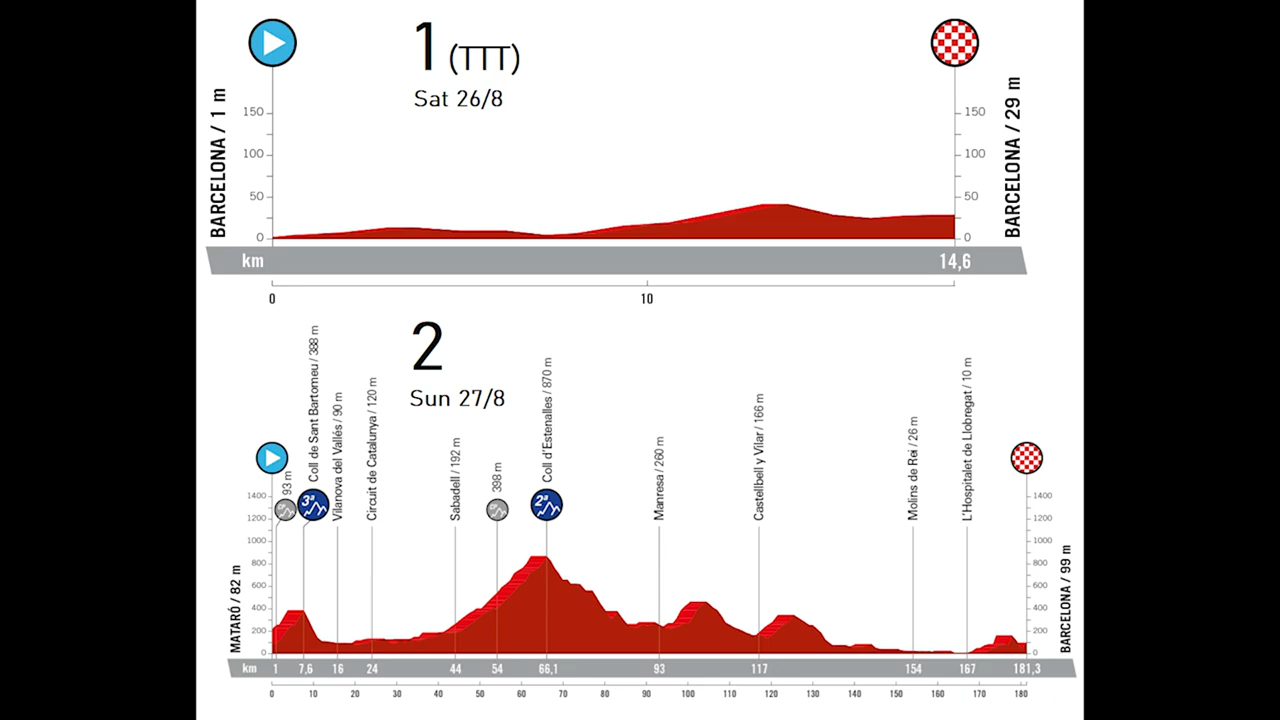 1 (TTT)
Sat 26/8
BARCELONA / 1 m
150
100
50
0
150
100
50
0
BARCELONA / 29 m
km
14,6
0
10
2
Sun 27/8
93 m
3ª
Coll de Sant Bartomeu / 388 m
Vilanova del Vallès / 90 m
Circuit de Catalunya / 120 m
Sabadell / 192 m
398 m
2ª
Coll d'Estenalles / 870 m
Manresa / 260 m
Castellbell y Vilar / 166 m
Molins de Rei / 26 m
L'Hospitalet de Llobregat / 10 m
MATARÓ / 82 m
1400
1200
1000
800
600
400
200
0
1400
1200
1000
800
600
400
200
0
BARCELONA / 99 m
km 1 7,6 16 24 44 54 66,1 93 117 154 167 181,3
0 10 20 30 40 50 60 70 80 90 100 110 120 130 140 150 160 170 180